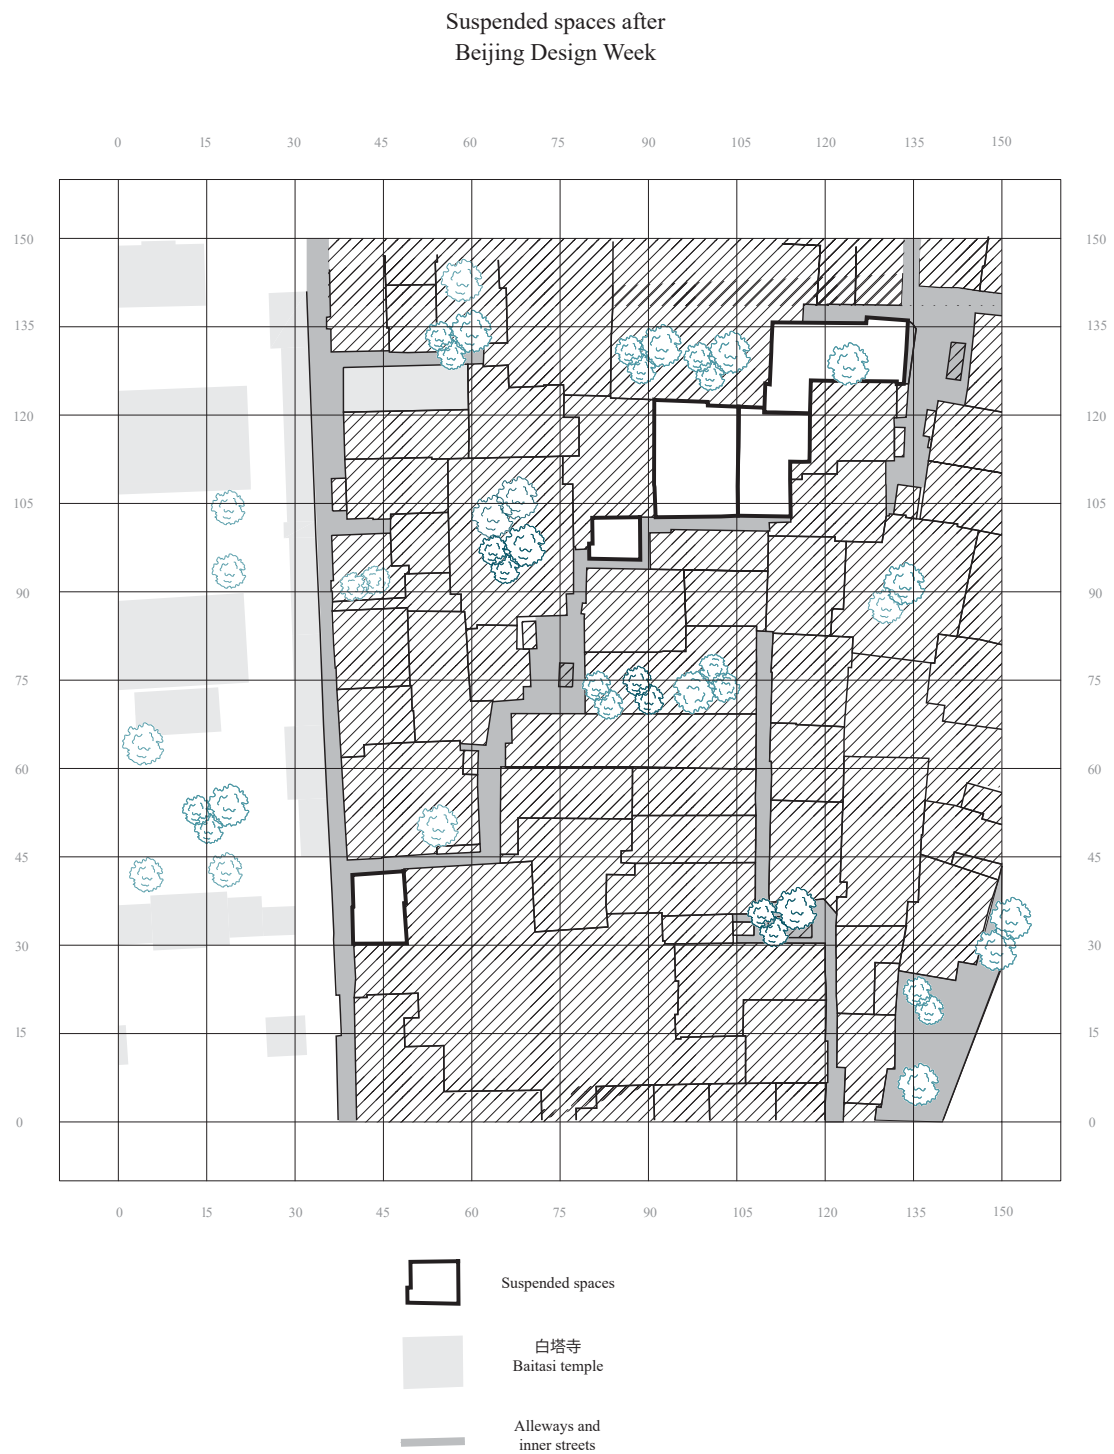 Suspended spaces after
Beijing Design Week
0 15 30 45 60 75 90 105 120 135 150
150 150
135 135
120 120
105 105
90 90
75 75
60 60
45 45
30 30
15 15
0 0
0 15 30 45 60 75 90 105 120 135 150
Suspended spaces
白塔寺
Baitasi temple
Alleways and
inner streets